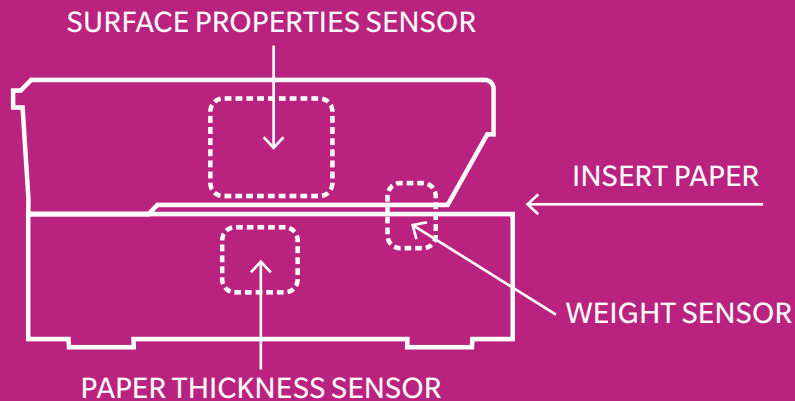 SURFACE PROPERTIES SENSOR
INSERT PAPER
WEIGHT SENSOR
PAPER THICKNESS SENSOR